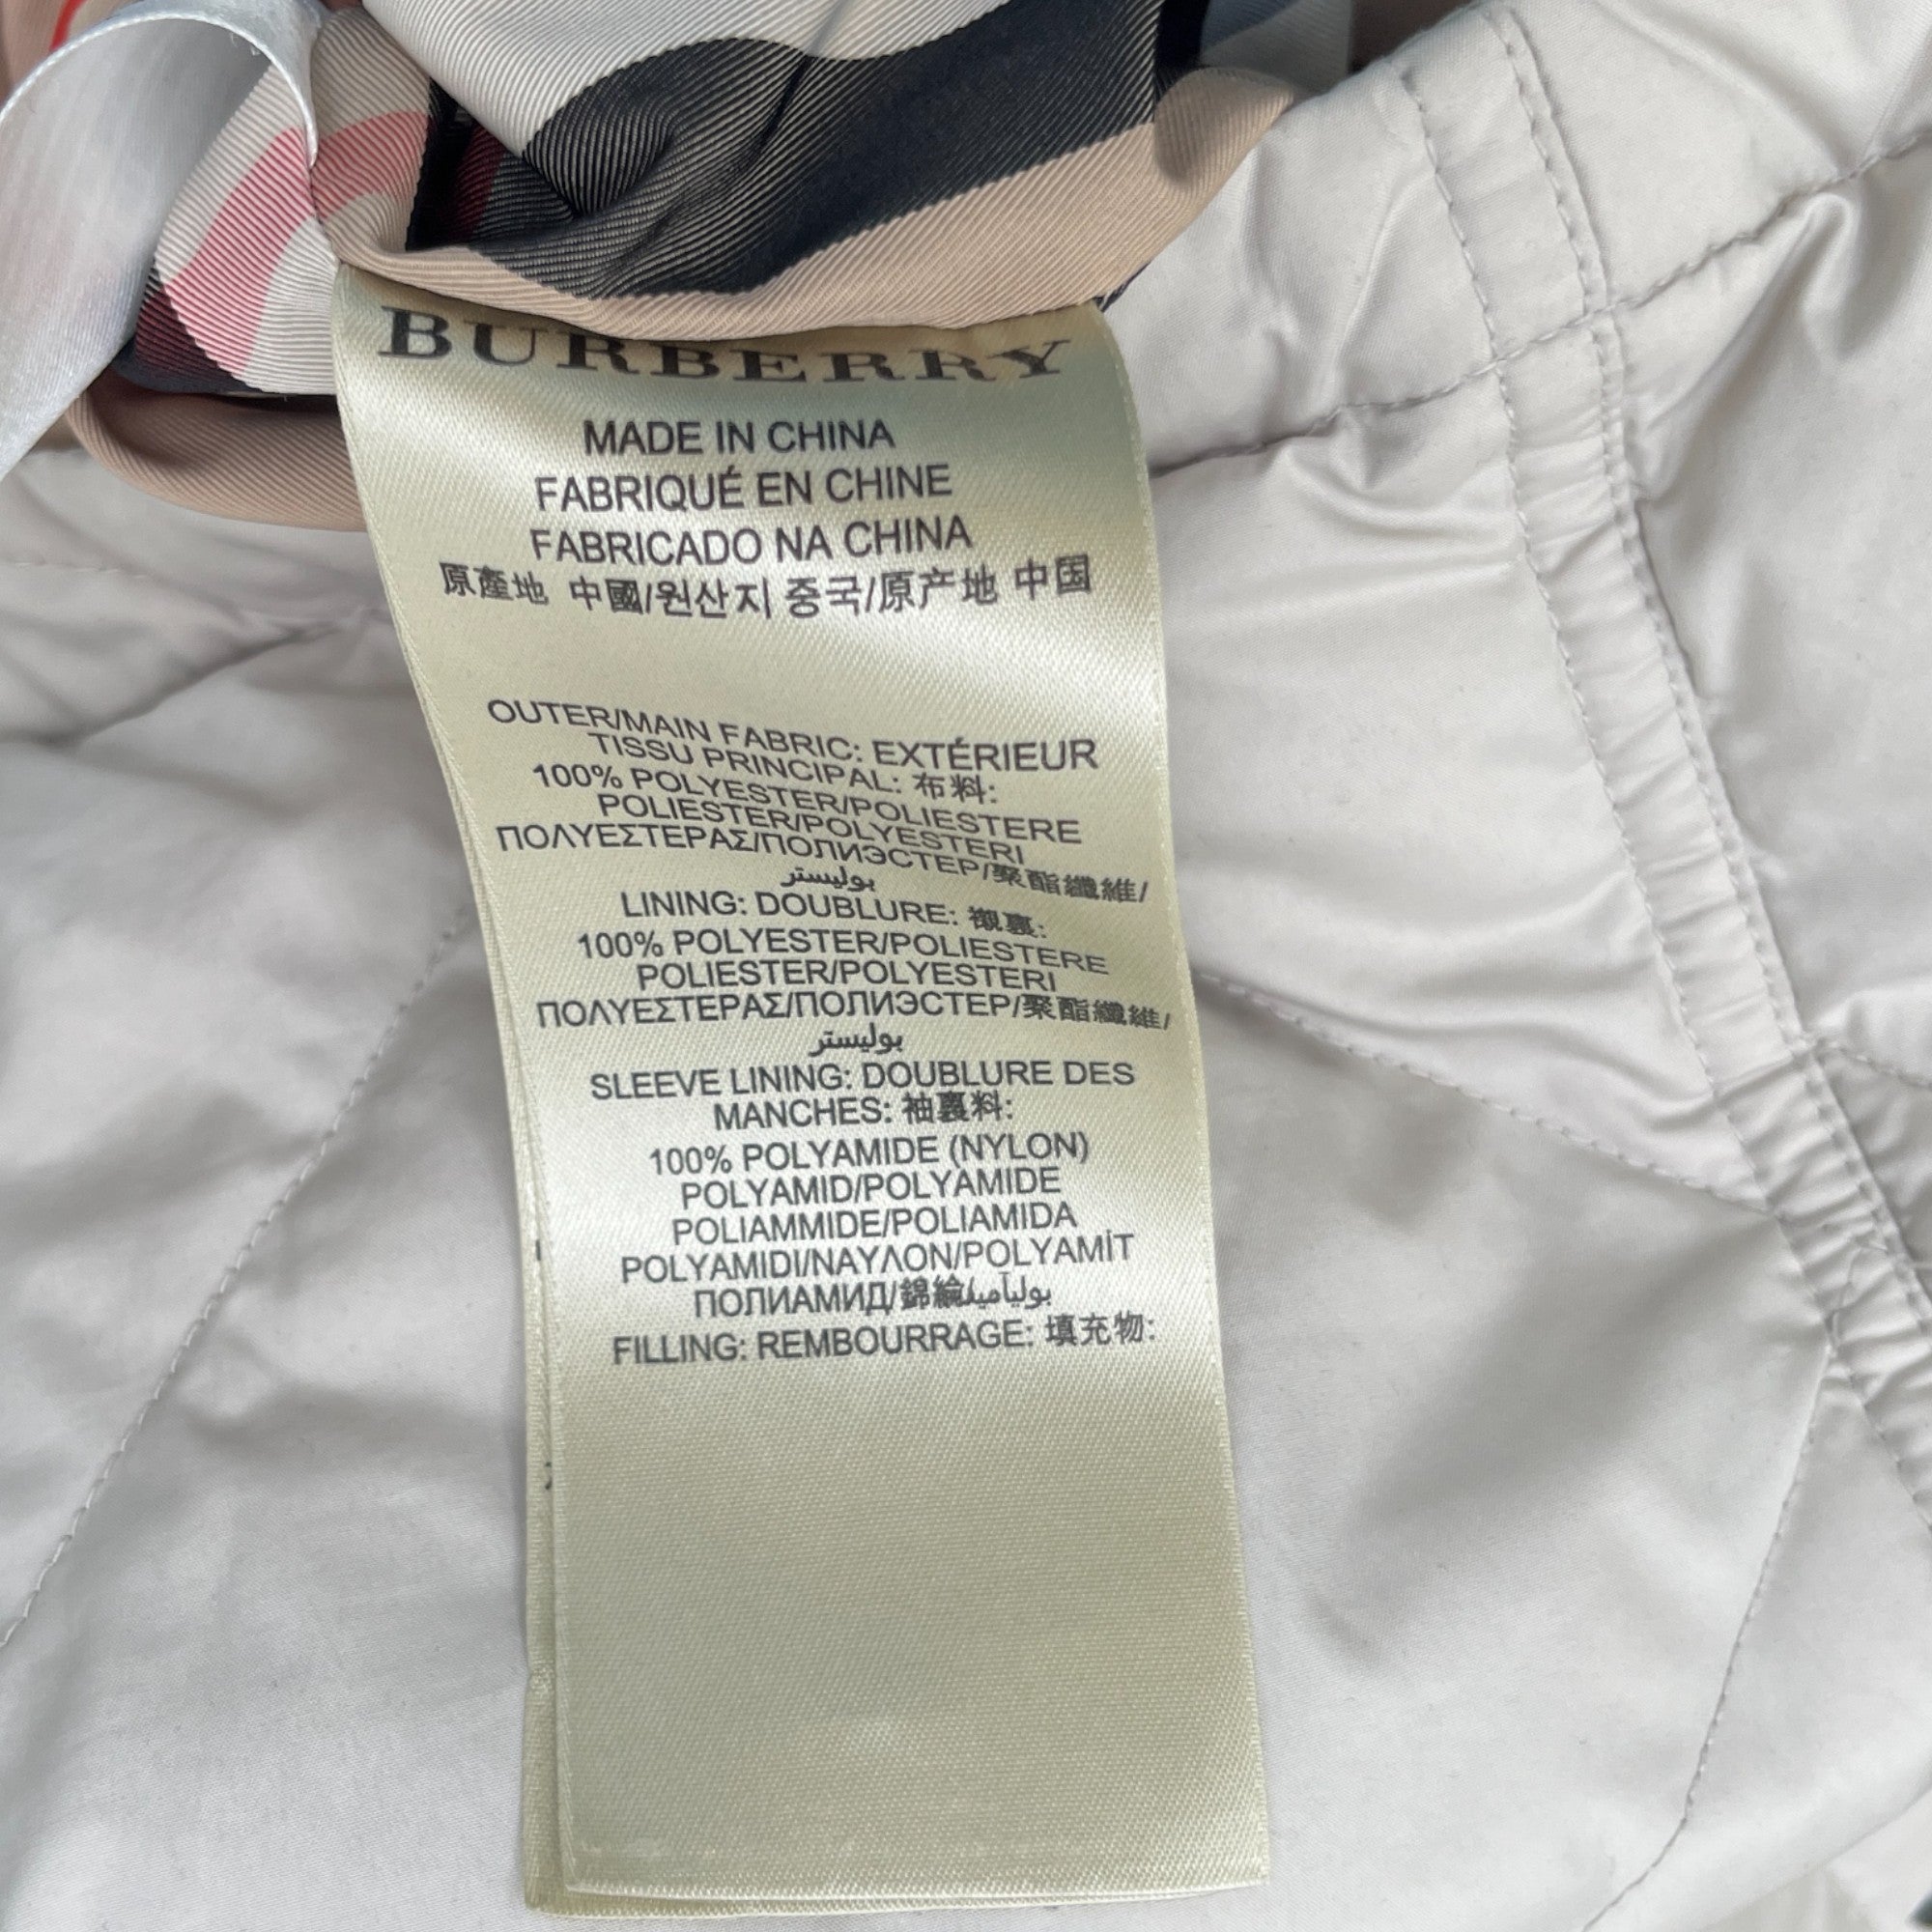 BURBERRY
MADE IN CHINA
FABRIQUÉ EN CHINE
FABRICADO NA CHINA
原產地 中國/원산지 중국/原产地 中国
OUTER/MAIN FABRIC: EXTÉRIEUR
TISSU PRINCIPAL: 布料:
100% POLYESTER/POLIESTERE
POLIESTER/POLYESTERI
ΠΟΛΥΕΣΤΕΡΑΣ/ПОЛИЭСТЕР/聚酯纖維/
بوليستر
LINING: DOUBLURE: 襯裏:
100% POLYESTER/POLIESTERE
POLIESTER/POLYESTERI
ΠΟΛΥΕΣΤΕΡΑΣ/ПОЛИЭСТЕР/聚酯纖維/
بوليستر
SLEEVE LINING: DOUBLURE DES
MANCHES: 袖裏料:
100% POLYAMIDE (NYLON)
POLYAMID/POLYAMIDE
POLIAMMIDE/POLIAMIDA
POLYAMIDI/ΝΑΥΛΟΝ/POLYAMİT
ПОЛИАМИД/錦綸/بوليآميد
FILLING: REMBOURRAGE: 填充物: